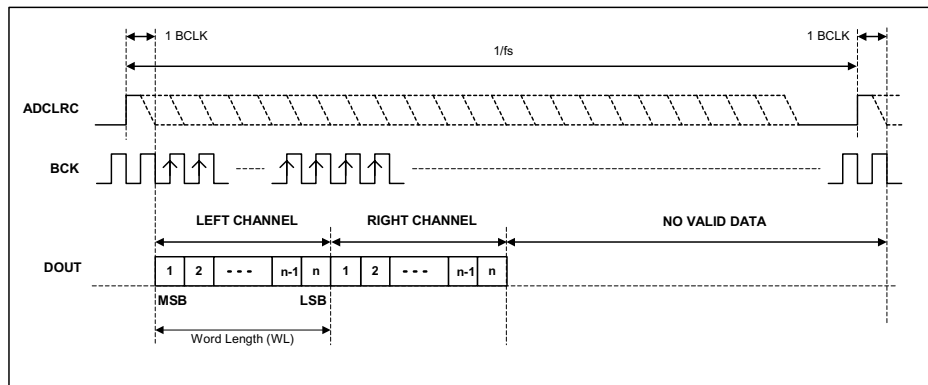 1 BCLK
1/fs
1 BCLK
ADCLRC
BCK
LEFT CHANNEL
RIGHT CHANNEL
NO VALID DATA
DOUT
1 2 - - - n-1 n 1 2 - - - n-1 n
MSB
LSB
Word Length (WL)